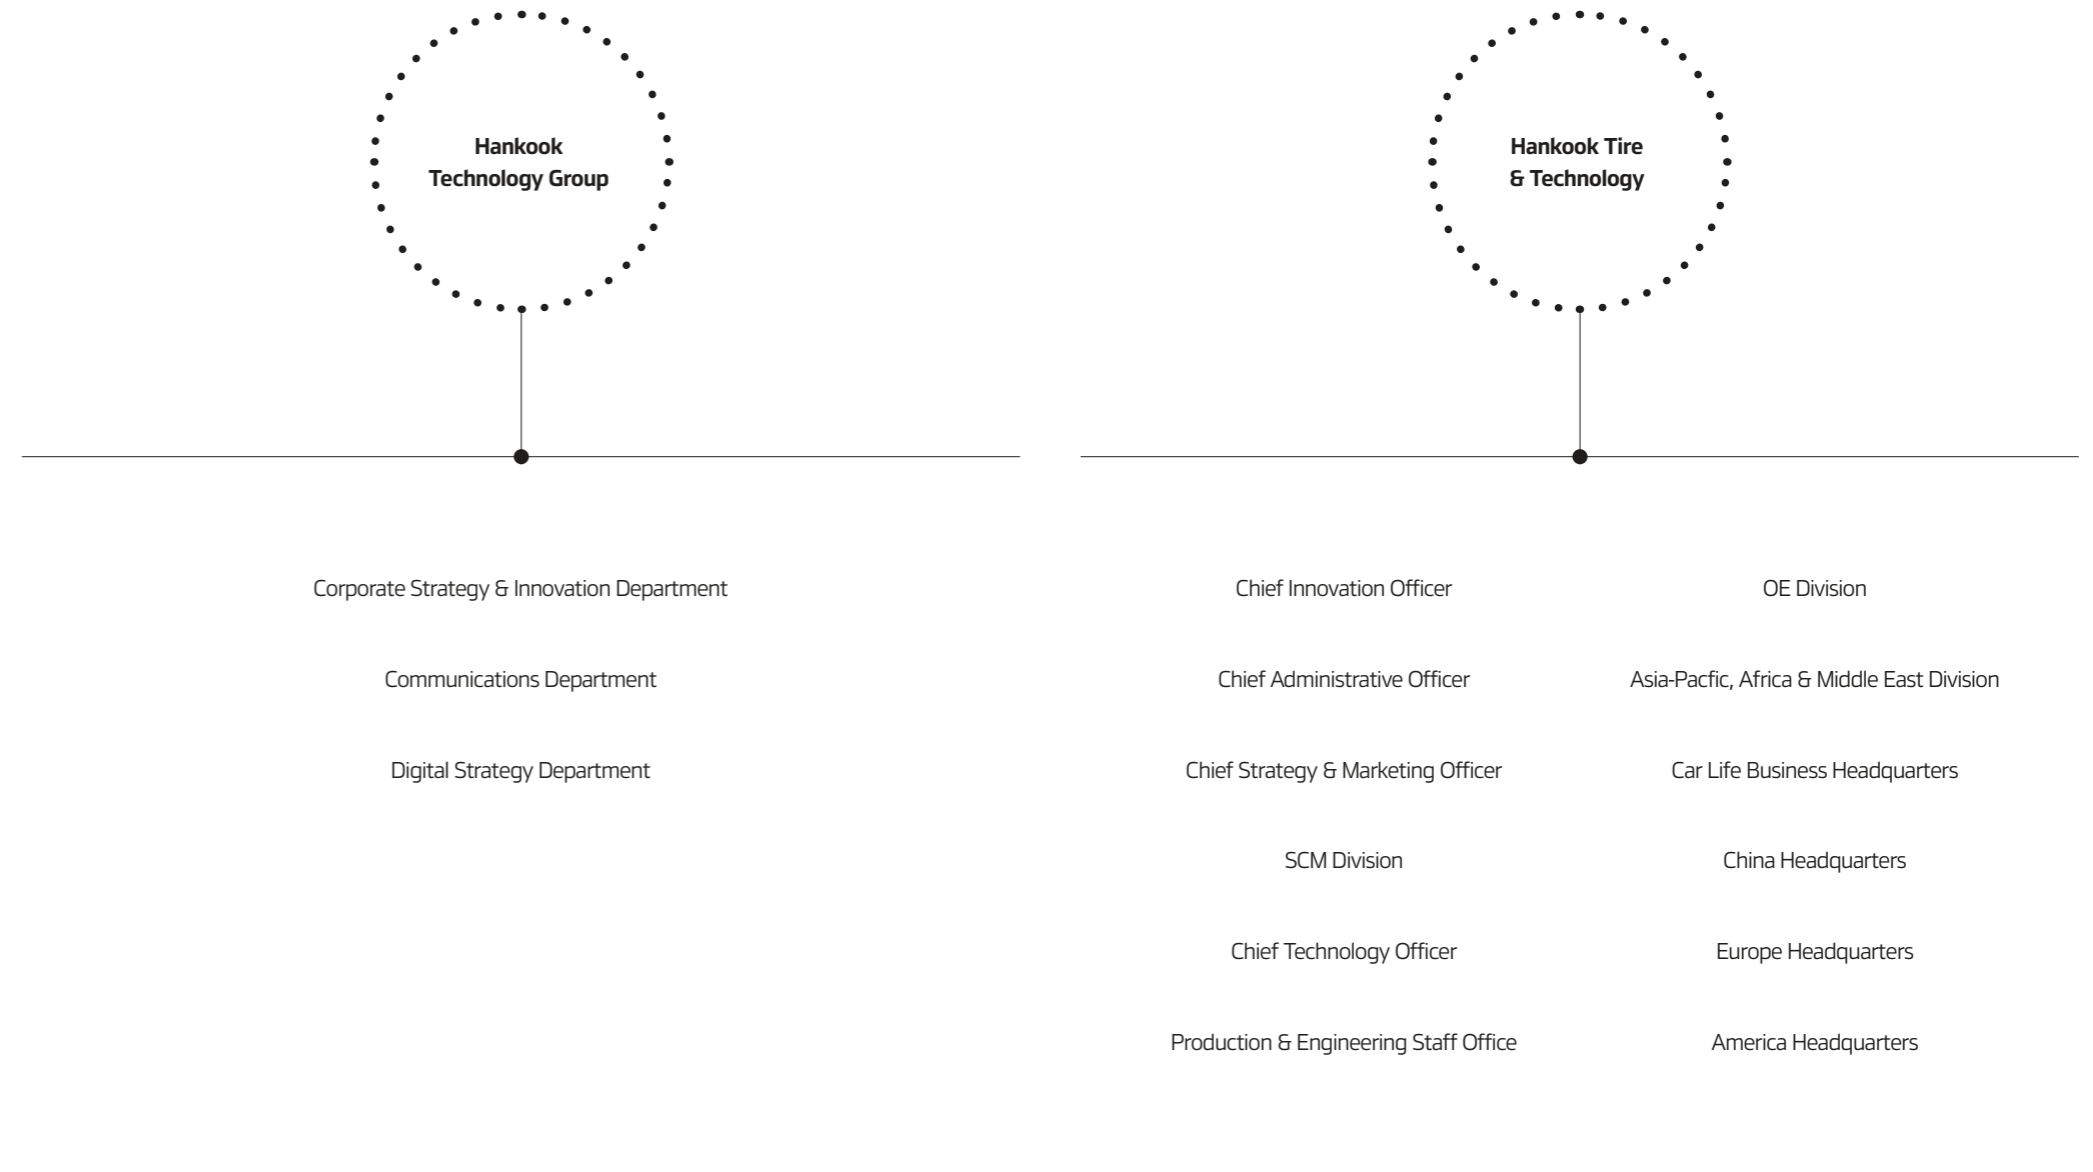 Hankook
Technology Group
Corporate Strategy & Innovation Department
Communications Department
Digital Strategy Department
Hankook Tire
& Technology
Chief Innovation Officer
Chief Administrative Officer
Chief Strategy & Marketing Officer
SCM Division
Chief Technology Officer
Production & Engineering Staff Office
OE Division
Asia-Pacfic, Africa & Middle East Division
Car Life Business Headquarters
China Headquarters
Europe Headquarters
America Headquarters